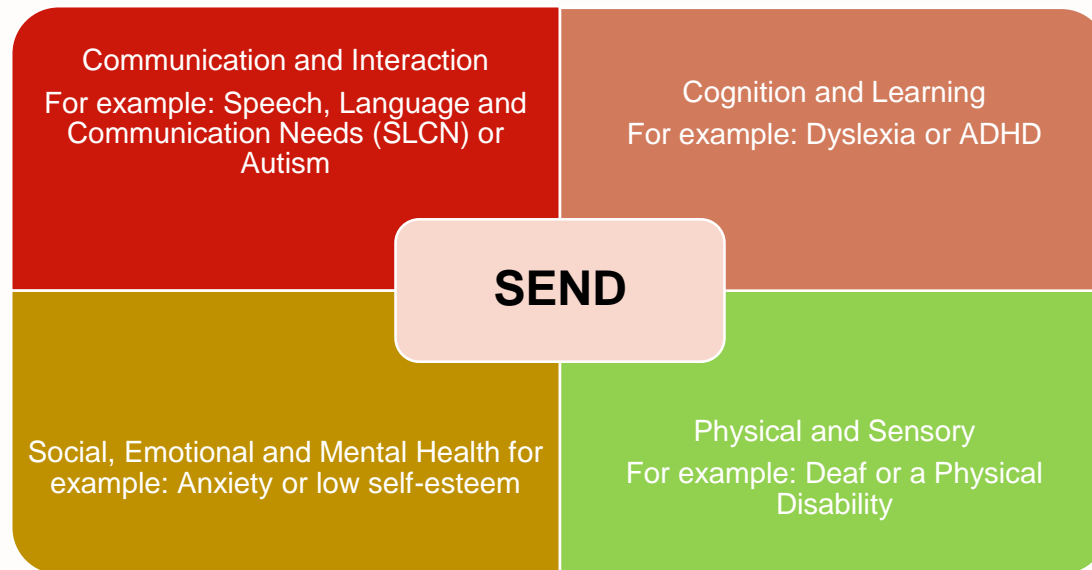 Communication and Interaction
For example: Speech, Language and
Communication Needs (SLCN) or
Autism
Cognition and Learning
For example: Dyslexia or ADHD
SEND
Social, Emotional and Mental Health for
example: Anxiety or low self-esteem
Physical and Sensory
For example: Deaf or a Physical
Disability